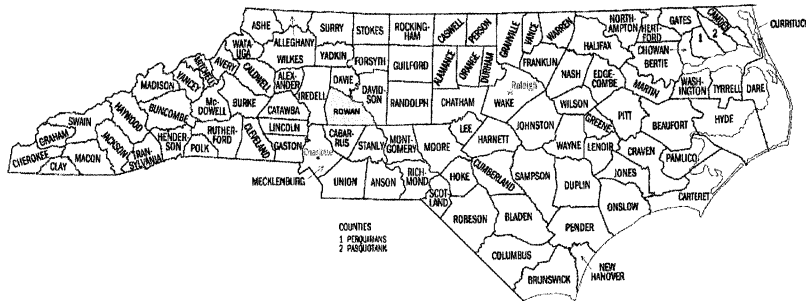 ASHE
ALLEGHANY
SURRY
STOKES
ROCKING-
HAM
CASWELL
PERSON
GRANVILLE
VANCE
WARREN
NORTH-
AMPTON
HERT-
FORD
GATES
CAMDEN
CURRITUCK
WATA-
UGA
WILKES
YADKIN
FORSYTH
GUILFORD
ALAMANCE
ORANGE
DURHAM
FRANKLIN
HALIFAX
CHOWAN-
BERTIE
1
2
MITCHELL
AVERY
CALDWELL
ALEX-
ANDER
IREDELL
DAVIE
DAVID-
SON
RANDOLPH
CHATHAM
Raleigh
WAKE
NASH
EDGE-
COMBE
MARTIN
WASH-
INGTON
TYRRELL
DARE
MADISON
YANCEY
BURKE
CATAWBA
ROWAN
WILSON
PITT
BEAUFORT
HYDE
SWAIN
HAYWOOD
BUNCOMBE
Mc-
DOWELL
LINCOLN
CABAR-
RUS
STANLY
MONT-
GOMERY
MOORE
LEE
HARNETT
JOHNSTON
GREENE
WAYNE
LENOIR
CRAVEN
PAMLICO
GRAHAM
CHEROKEE
CLAY
MACON
JACKSON
TRAN-
SYLVANIA
HENDER-
SON
POLK
RUTHER-
FORD
CLEVELAND
GASTON
Charlotte
MECKLENBURG
UNION
ANSON
RICH-
MOND
SCOT-
LAND
HOKE
CUMBERLAND
SAMPSON
DUPLIN
JONES
CARTERET
ONSLOW
ROBESON
BLADEN
PENDER
COLUMBUS
BRUNSWICK
NEW
HANOVER
COUNTIES
1 PERQUIMANS
2 PASQUOTANK